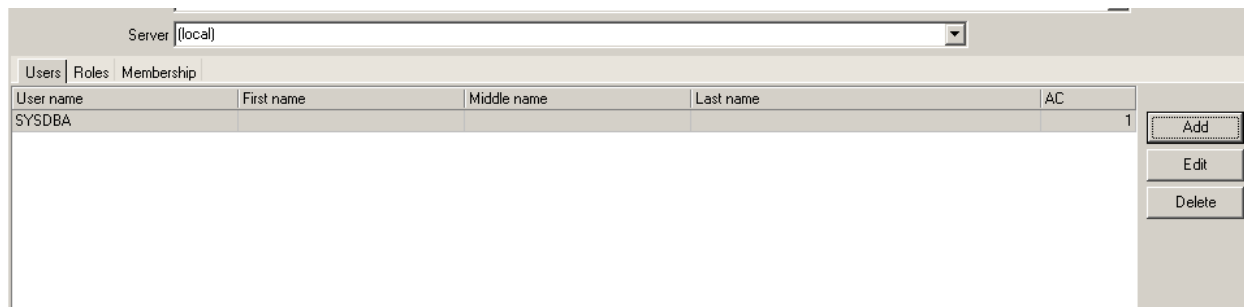 Server (local)
Users Roles Membership
User name First name Middle name Last name AC
SYSDBA 1
Add
Edit
Delete